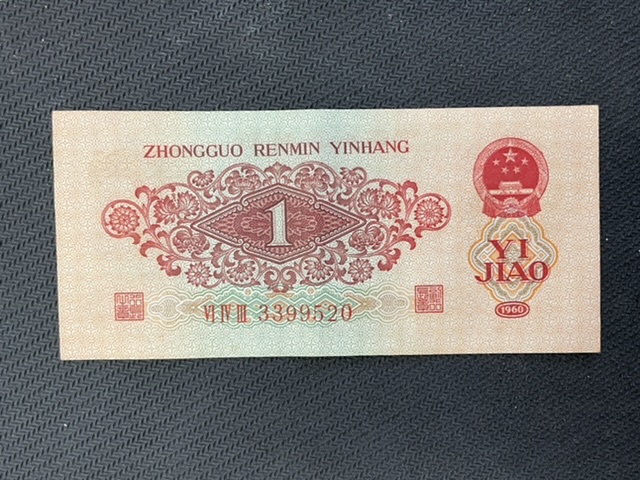 ZHONGGUO RENMIN YINHANG
1
YI
JIAO
VI IV III 3399520
1960